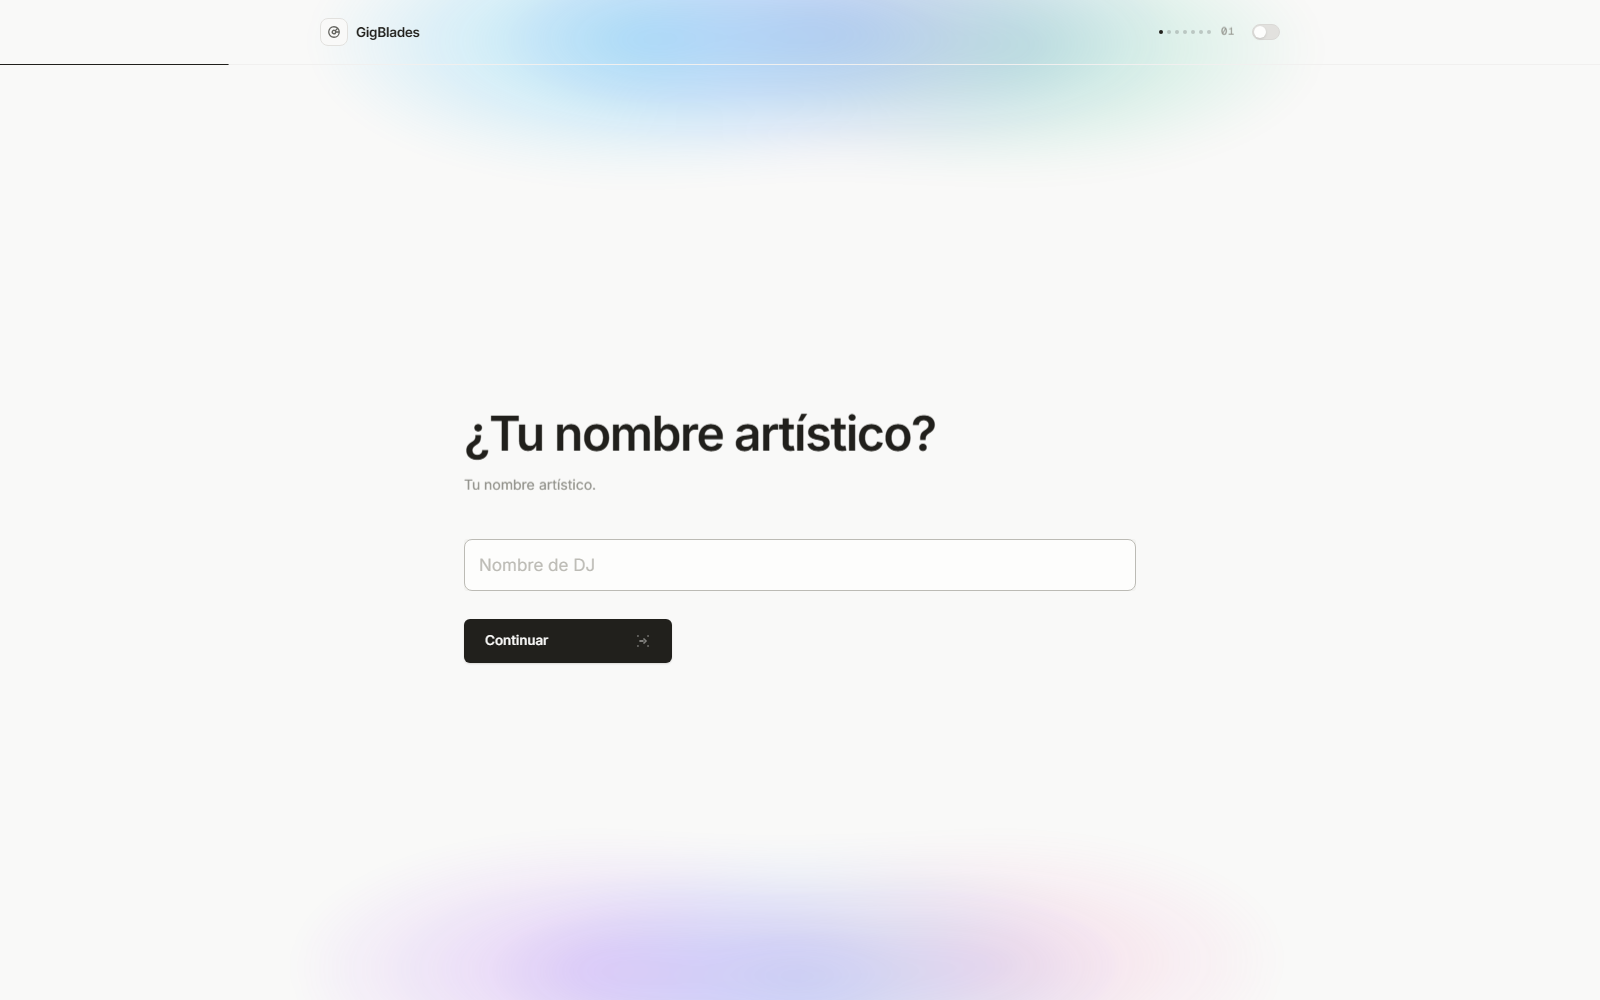 GigBlades
01
¿Tu nombre artístico?
Tu nombre artístico.
Nombre de DJ
Continuar